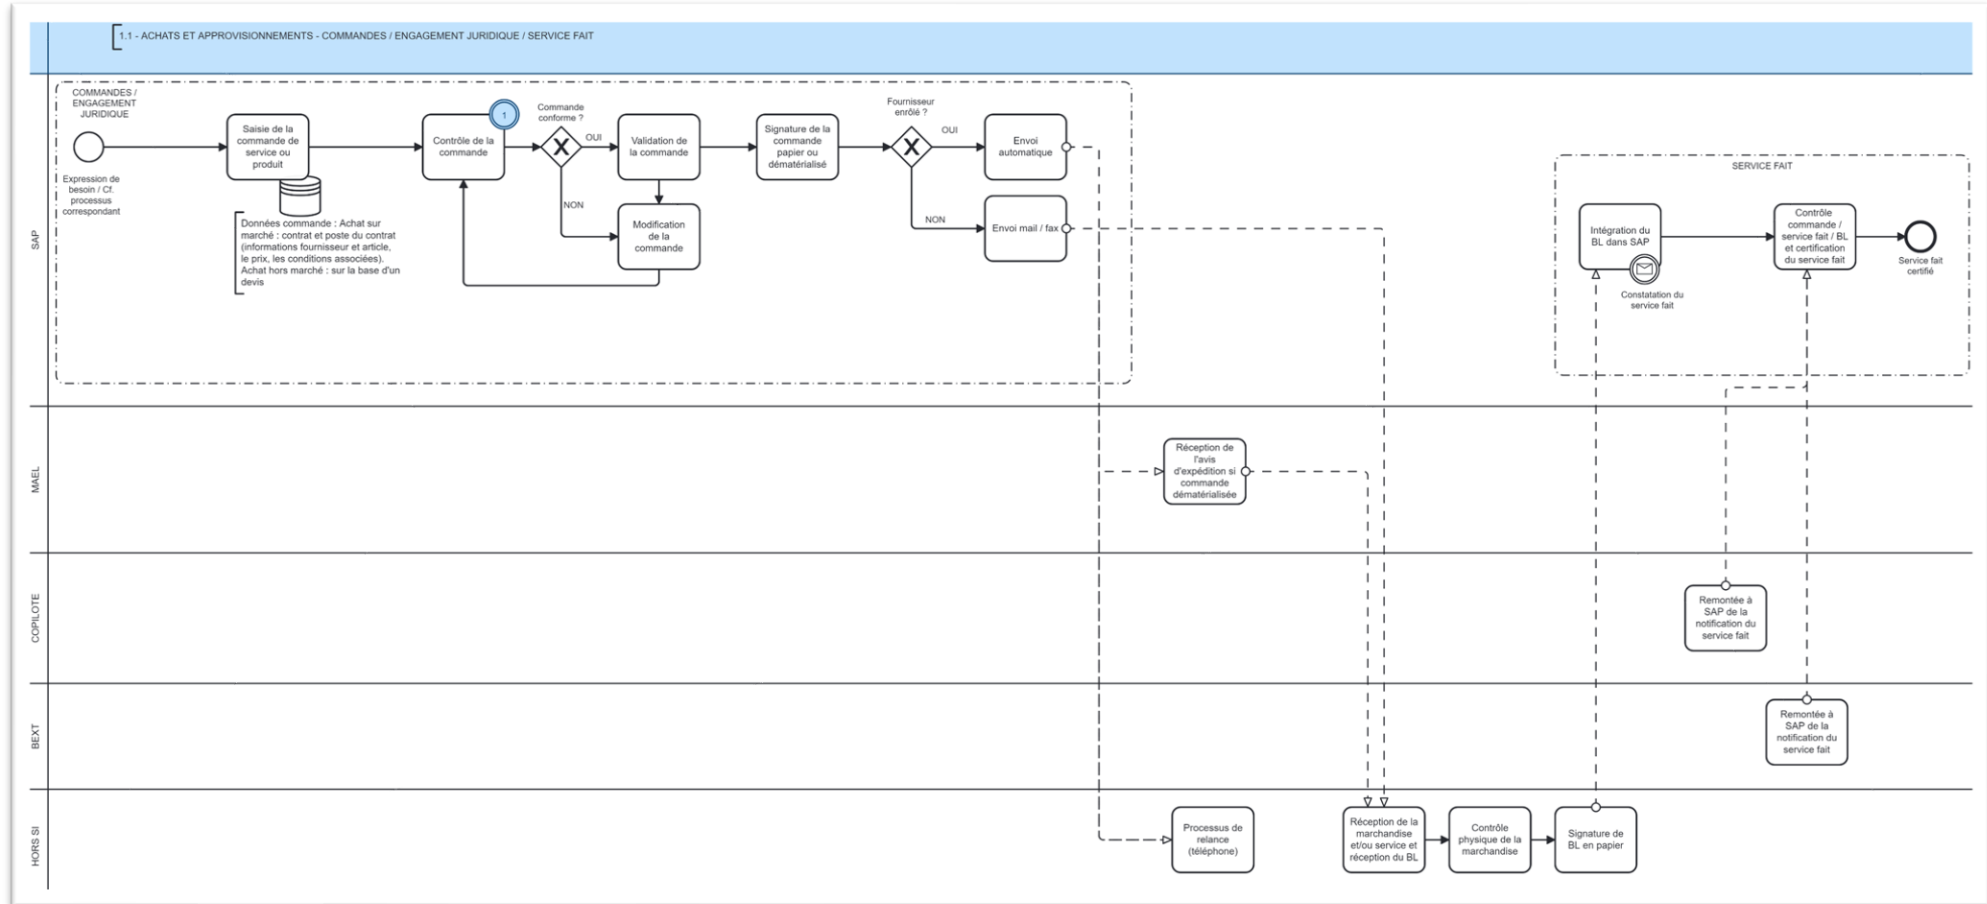 1.1 - ACHATS ET APPROVISIONNEMENTS - COMMANDES / ENGAGEMENT JURIDIQUE / SERVICE FAIT
SAP
COMMANDES /
ENGAGEMENT
JURIDIQUE
Expression de
besoin / Cf.
processus
correspondant
Saisie de la
commande de
service ou
produit
Données commande : Achat sur
marché : contrat et poste du contrat
(informations fournisseur et article,
le prix, les conditions associées).
Achat hors marché : sur la base d'un
devis
Contrôle de la
commande
1
Commande
conforme ?
OUI
NON
Validation de
la commande
Modification
de la
commande
Signature de la
commande
papier ou
dématérialisé
Fournisseur
enrôlé ?
OUI
NON
Envoi
automatique
Envoi mail / fax
SERVICE FAIT
Intégration du
BL dans SAP
Constatation du
service fait
Contrôle
commande /
service fait / BL
et certification
du service fait
Service fait
certifié
MAEL
Réception de
l'avis
d'expédition si
commande
dématérialisée
COPILOTE
Remontée à
SAP de la
notification du
service fait
BEXT
Remontée à
SAP de la
notification du
service fait
HORS SI
Processus de
relance
(téléphone)
Réception de la
marchandise
et/ou service et
réception du BL
Contrôle
physique de la
marchandise
Signature de
BL en papier